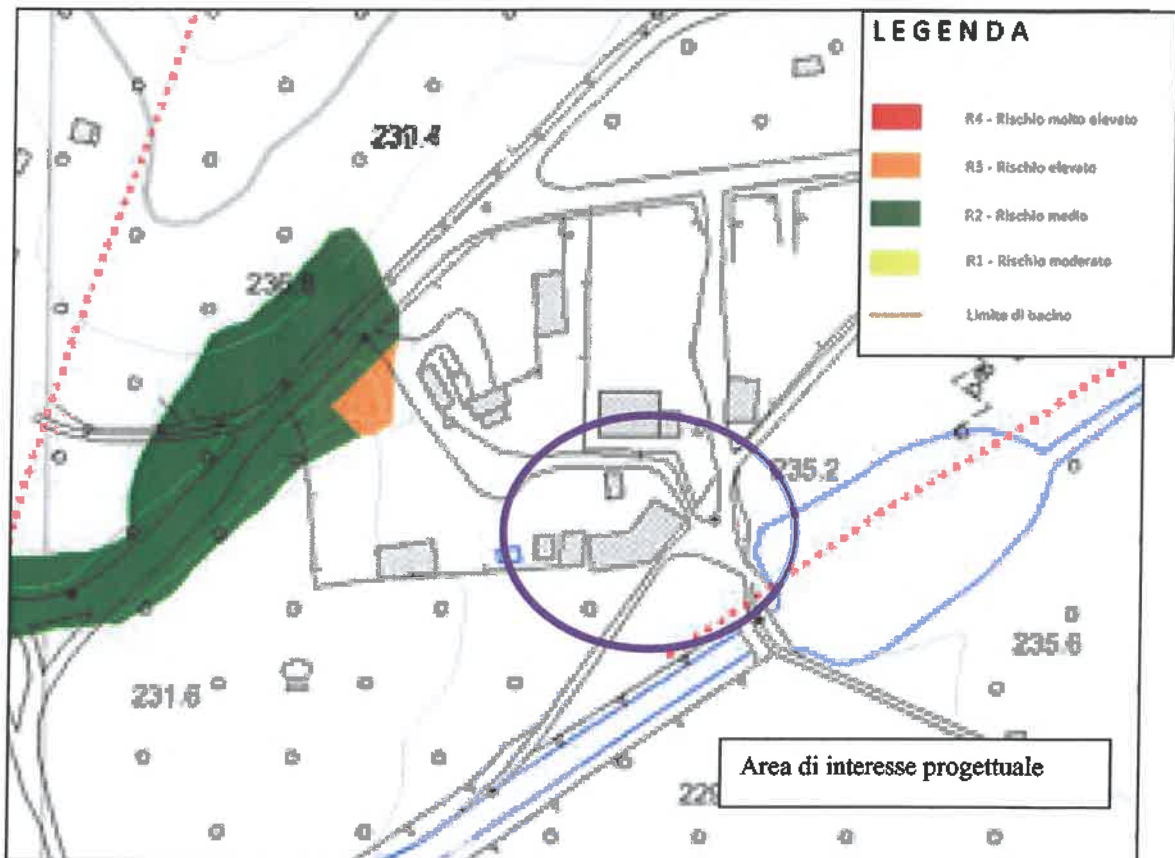 LEGENDA
R4 - Rischio molto elevato
R3 - Rischio elevato
R2 - Rischio medio
R1 - Rischio moderato
Limite di bacino
231.4
235.2
235.6
231.6
Area di interesse progettuale